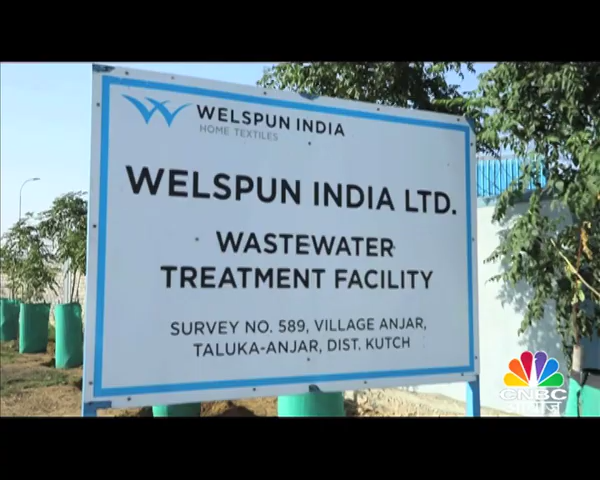 WELSPUN INDIA
HOME TEXTILES
WELSPUN INDIA LTD.
WASTEWATER
TREATMENT FACILITY
SURVEY NO. 589, VILLAGE ANJAR,
TALUKA-ANJAR, DIST. KUTCH
CNBC
आवाज़